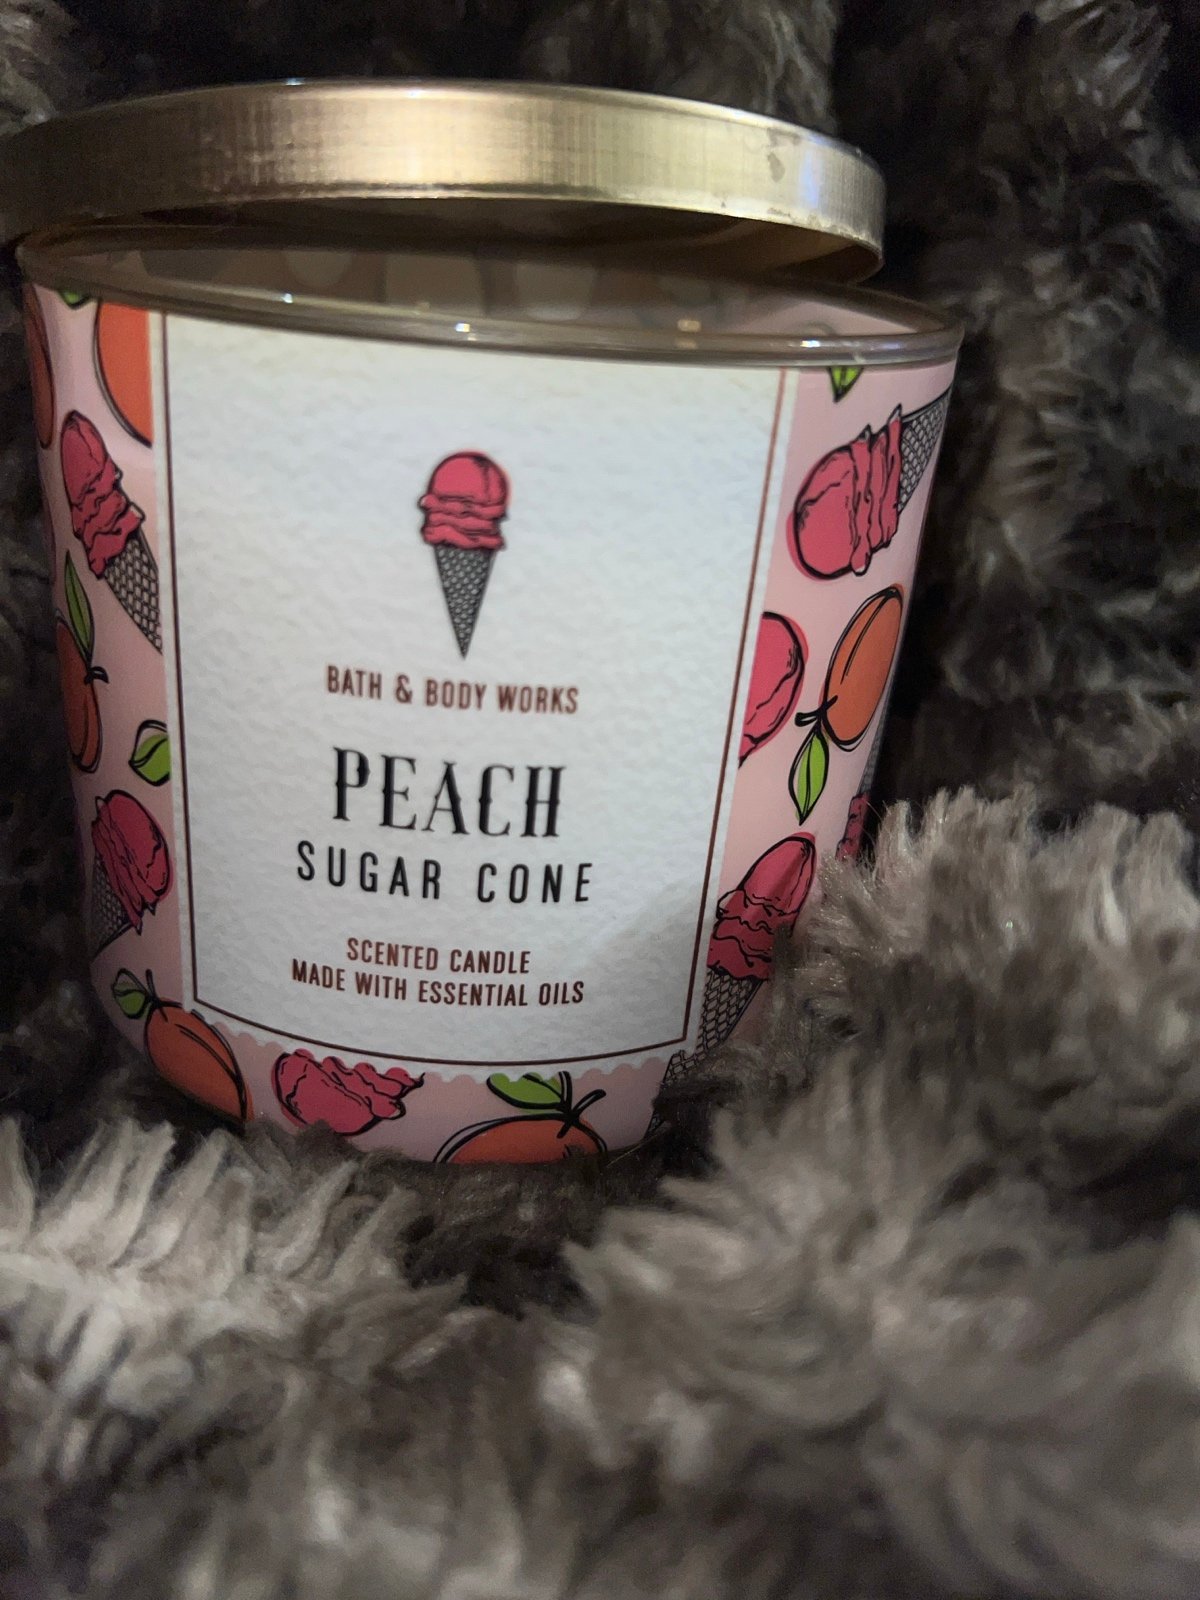 BATH & BODY WORKS
PEACH
SUGAR CONE
SCENTED CANDLE
MADE WITH ESSENTIAL OILS